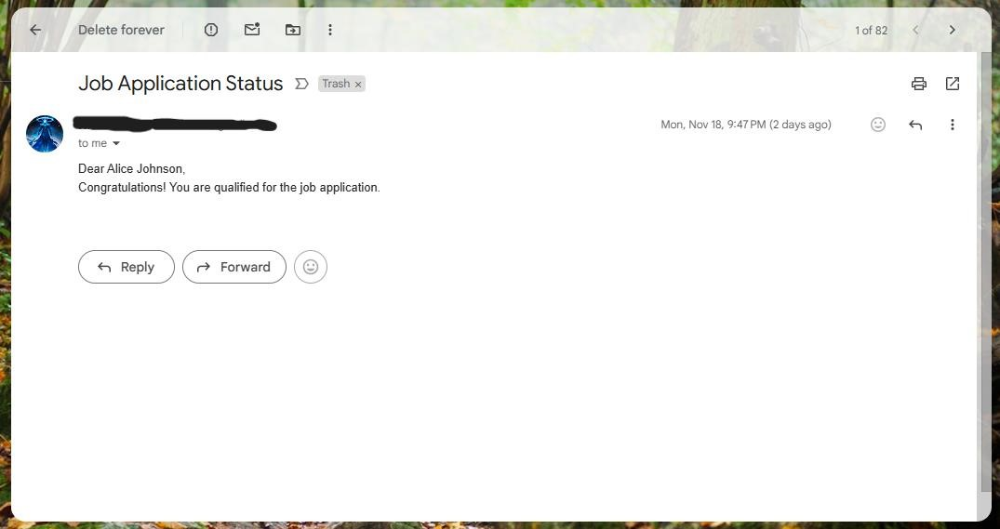 Delete forever
1 of 82
Job Application Status
Trash ×
Mon, Nov 18, 9:47 PM (2 days ago)
to me
Dear Alice Johnson,
Congratulations! You are qualified for the job application.
Reply
Forward